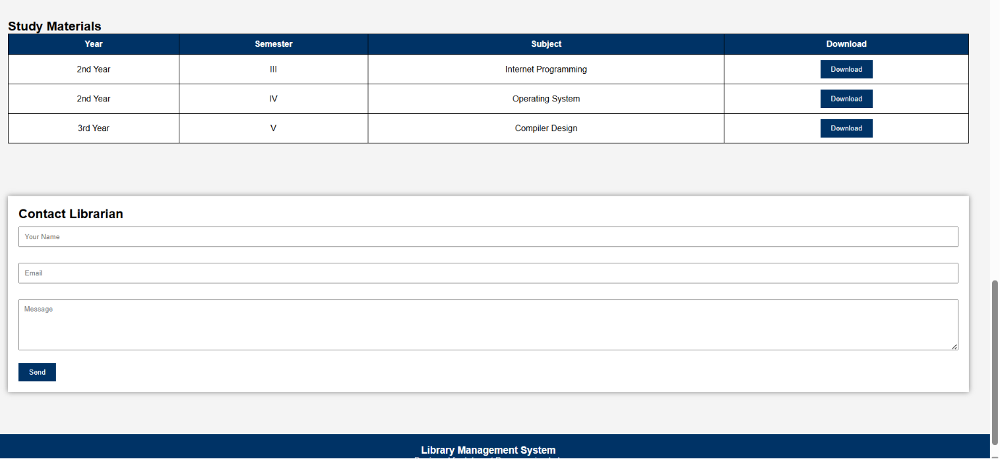 Study Materials
Year Semester Subject Download
2nd Year III Internet Programming Download
2nd Year IV Operating System Download
3rd Year V Compiler Design Download
Contact Librarian
Your Name
Email
Message
Send
Library Management System